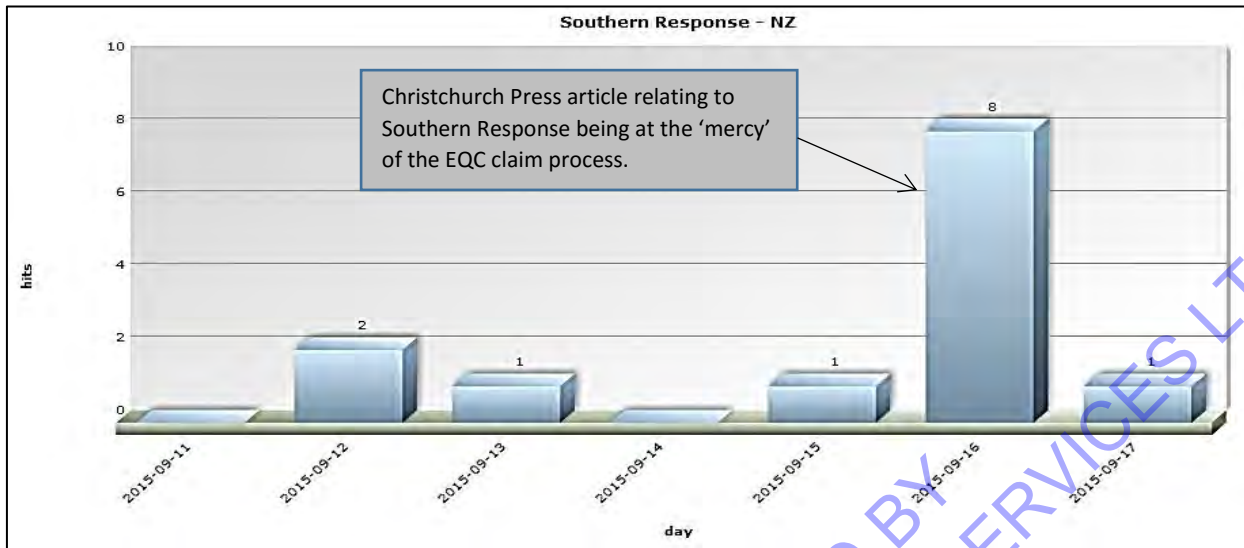 Southern Response - NZ
10
Christchurch Press article relating to
Southern Response being at the ‘mercy’
of the EQC claim process.
8
8
6
hits
4
2
2
1
1
1
0
2015-09-11
2015-09-12
2015-09-13
2015-09-14
2015-09-15
2015-09-16
2015-09-17
day
BY
SERVICES